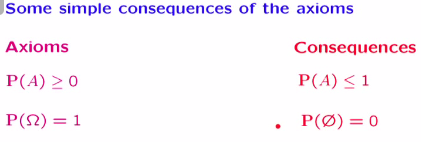 Some simple consequences of the axioms
Axioms Consequences
P(A) ≥ 0 P(A) ≤ 1
P(Ω) = 1 • P(Ø) = 0